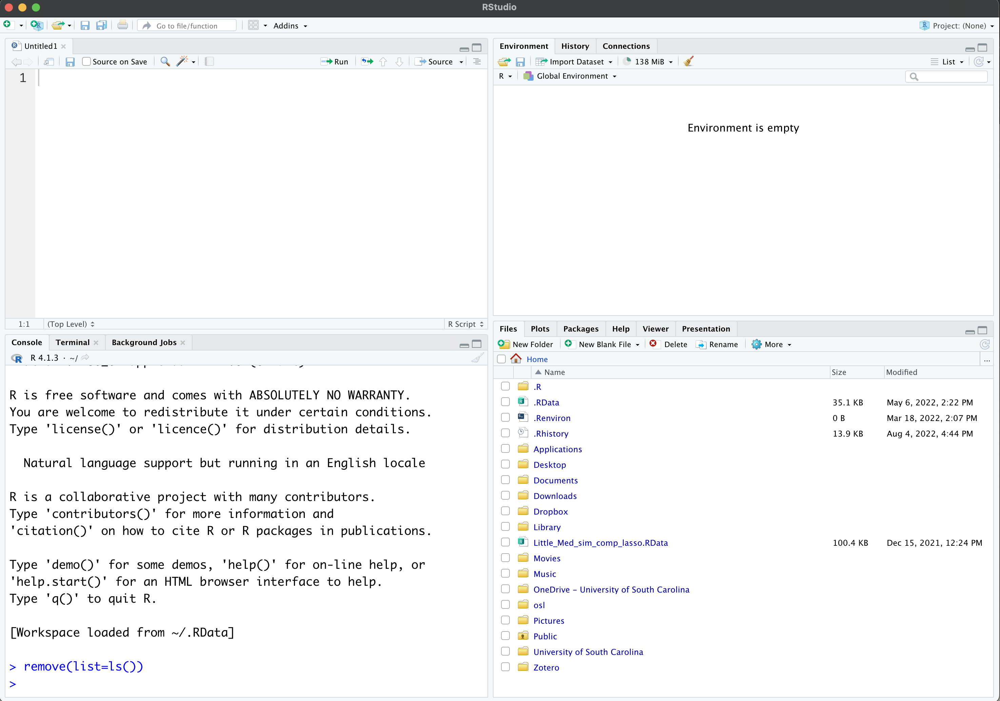 RStudio
Go to file/function
Addins
Project: (None)
Untitled1
Source on Save
Run
Source
1
1:1
(Top Level)
R Script
Console
Terminal
Background Jobs
R 4.1.3 · ~/
R is free software and comes with ABSOLUTELY NO WARRANTY.
You are welcome to redistribute it under certain conditions.
Type 'license()' or 'licence()' for distribution details.
Natural language support but running in an English locale
R is a collaborative project with many contributors.
Type 'contributors()' for more information and
'citation()' on how to cite R or R packages in publications.
Type 'demo()' for some demos, 'help()' for on-line help, or
'help.start()' for an HTML browser interface to help.
Type 'q()' to quit R.
[Workspace loaded from ~/.RData]
> remove(list=ls())
>
Environment
History
Connections
Import Dataset
138 MiB
List
R
Global Environment
Environment is empty
Files
Plots
Packages
Help
Viewer
Presentation
New Folder
New Blank File
Delete
Rename
More
Home
...
Name
Size
Modified
.R
.RData 35.1 KB May 6, 2022, 2:22 PM
.Renviron 0 B Mar 18, 2022, 2:07 PM
.Rhistory 13.9 KB Aug 4, 2022, 4:44 PM
Applications
Desktop
Documents
Downloads
Dropbox
Library
Little_Med_sim_comp_lasso.RData 100.4 KB Dec 15, 2021, 12:24 PM
Movies
Music
OneDrive - University of South Carolina
osl
Pictures
Public
University of South Carolina
Zotero